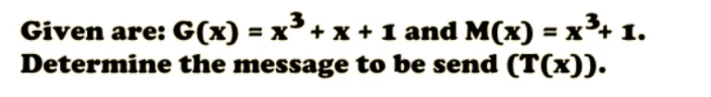 Given are: G(x) = x³ + x + 1 and M(x) = x³+ 1.
Determine the message to be send (T(x)).